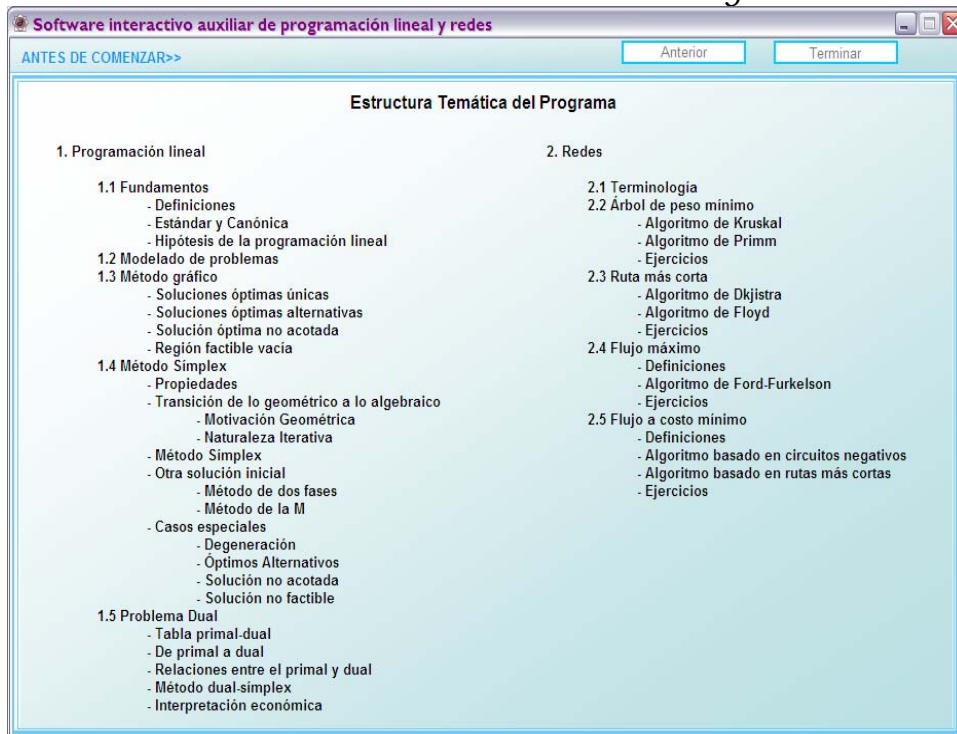 Software interactivo auxiliar de programación lineal y redes
ANTES DE COMENZAR>>
Anterior
Terminar
Estructura Temática del Programa
1. Programación lineal
1.1 Fundamentos
- Definiciones
- Estándar y Canónica
- Hipótesis de la programación lineal
1.2 Modelado de problemas
1.3 Método gráfico
- Soluciones óptimas únicas
- Soluciones óptimas alternativas
- Solución óptima no acotada
- Región factible vacía
1.4 Método Símplex
- Propiedades
- Transición de lo geométrico a lo algebraico
- Motivación Geométrica
- Naturaleza Iterativa
- Método Símplex
- Otra solución inicial
- Método de dos fases
- Método de la M
- Casos especiales
- Degeneración
- Óptimos Alternativos
- Solución no acotada
- Solución no factible
1.5 Problema Dual
- Tabla primal-dual
- De primal a dual
- Relaciones entre el primal y dual
- Método dual-símplex
- Interpretación económica
2. Redes
2.1 Terminología
2.2 Árbol de peso mínimo
- Algoritmo de Kruskal
- Algoritmo de Primm
- Ejercicios
2.3 Ruta más corta
- Algoritmo de Dkjistra
- Algoritmo de Floyd
- Ejercicios
2.4 Flujo máximo
- Definiciones
- Algoritmo de Ford-Furkelson
- Ejercicios
2.5 Flujo a costo mínimo
- Definiciones
- Algoritmo basado en circuitos negativos
- Algoritmo basado en rutas más cortas
- Ejercicios